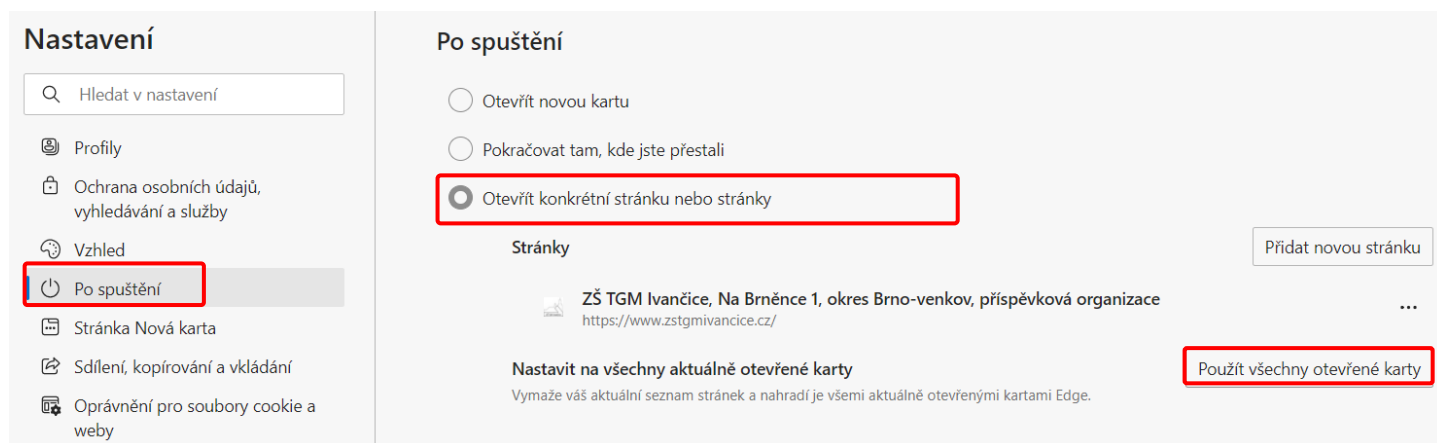 Nastavení
Hledat v nastavení
Profily
Ochrana osobních údajů,
vyhledávání a služby
Vzhled
Po spuštění
Stránka Nová karta
Sdílení, kopírování a vkládání
Oprávnění pro soubory cookie a
weby
Po spuštění
Otevřít novou kartu
Pokračovat tam, kde jste přestali
Otevřít konkrétní stránku nebo stránky
Stránky
Přidat novou stránku
ZŠ TGM Ivančice, Na Brněnce 1, okres Brno-venkov, příspěvková organizace
https://www.zstgmivancice.cz/
Nastavit na všechny aktuálně otevřené karty
Použít všechny otevřené karty
Vymaže váš aktuální seznam stránek a nahradí je všemi aktuálně otevřenými kartami Edge.